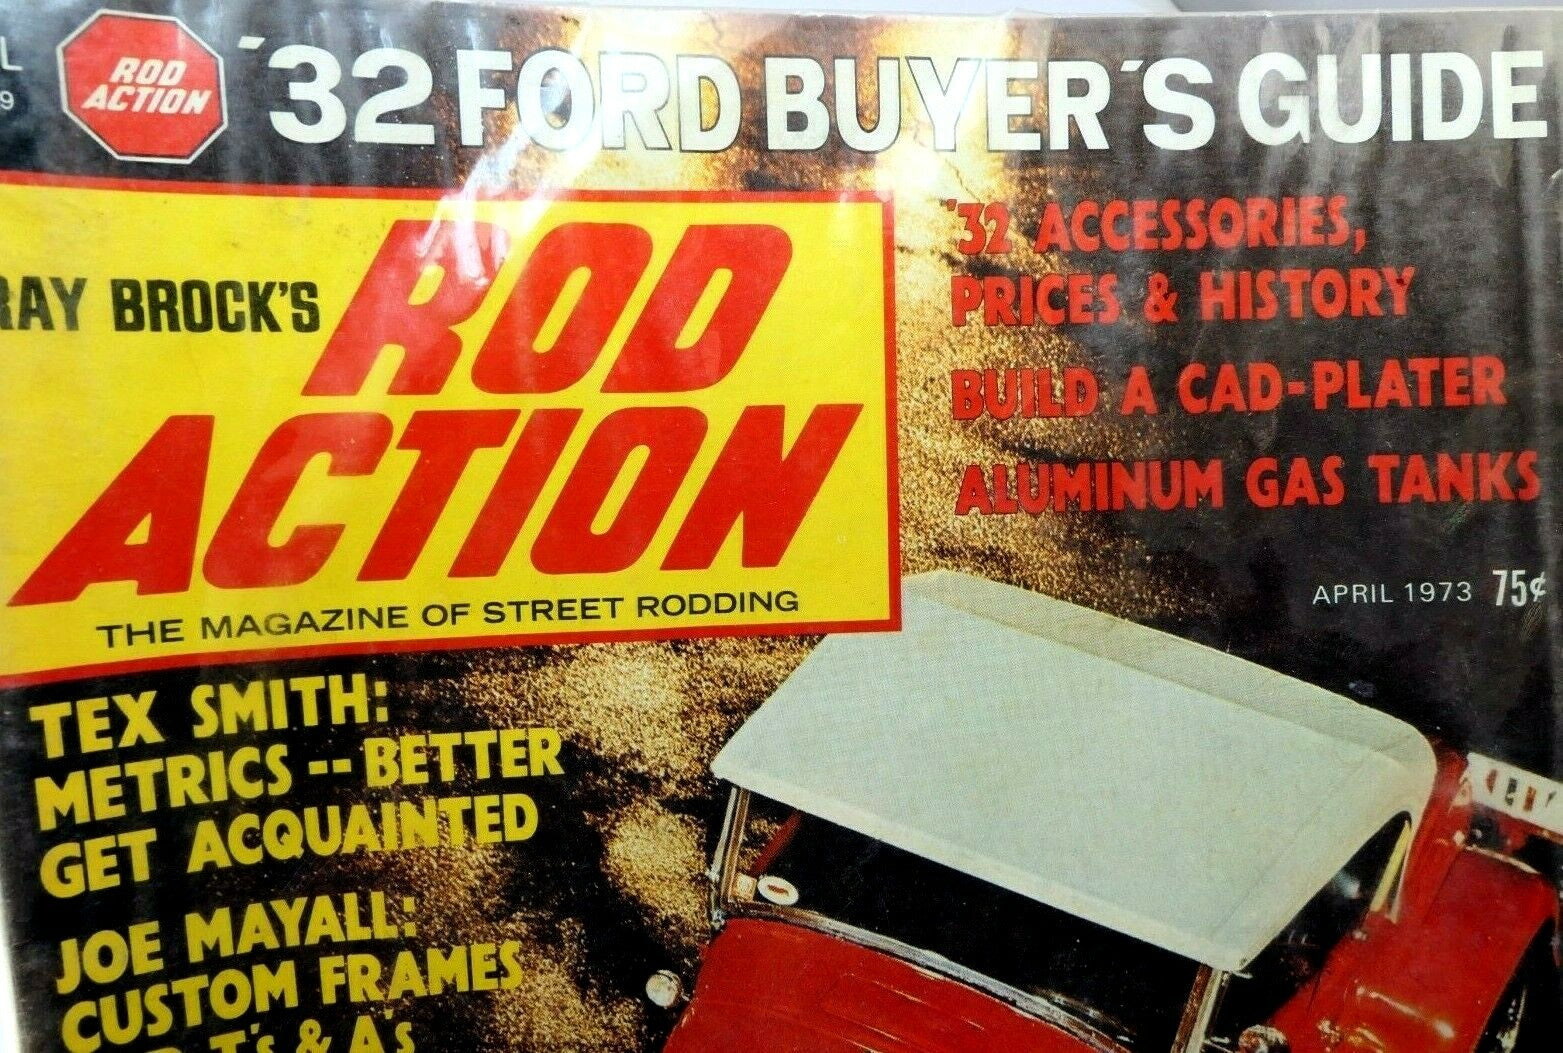 ROD
ACTION
'32 FORD BUYER'S GUIDE
9
RAY BROCK'S
ROD
ACTION
THE MAGAZINE OF STREET RODDING
'32 ACCESSORIES,
PRICES & HISTORY
BUILD A CAD-PLATER
ALUMINUM GAS TANKS
APRIL 1973 75¢
TEX SMITH:
METRICS -- BETTER
GET ACQUAINTED
JOE MAYALL:
CUSTOM FRAMES
T's & A's